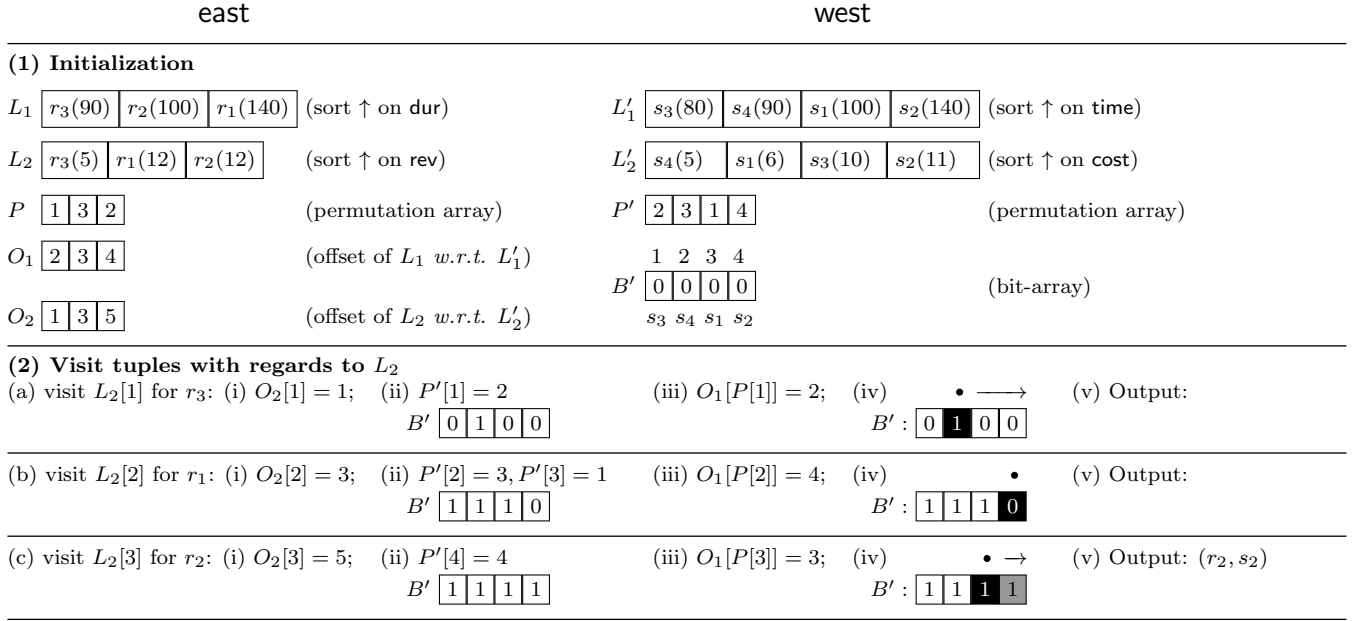 east west
(1) Initialization
L₁ r₃(90) r₂(100) r₁(140) (sort ↑ on dur) L′₁ s₃(80) s₄(90) s₁(100) s₂(140) (sort ↑ on time)
L₂ r₃(5) r₁(12) r₂(12) (sort ↑ on rev) L′₂ s₄(5) s₁(6) s₃(10) s₂(11) (sort ↑ on cost)
P 1 3 2 (permutation array) P′ 2 3 1 4 (permutation array)
O₁ 2 3 4 (offset of L₁ w.r.t. L′₁) 1 2 3 4
B′ 0 0 0 0 (bit-array)
O₂ 1 3 5 (offset of L₂ w.r.t. L′₂) s₃ s₄ s₁ s₂
(2) Visit tuples with regards to L₂
(a) visit L₂[1] for r₃: (i) O₂[1] = 1; (ii) P′[1] = 2 (iii) O₁[P[1]] = 2; (iv) • → (v) Output:
B′ 0 1 0 0 B′ : 0 1 0 0
(b) visit L₂[2] for r₁: (i) O₂[2] = 3; (ii) P′[2] = 3, P′[3] = 1 (iii) O₁[P[2]] = 4; (iv) • (v) Output:
B′ 1 1 1 0 B′ : 1 1 1 0
(c) visit L₂[3] for r₂: (i) O₂[3] = 5; (ii) P′[4] = 4 (iii) O₁[P[3]] = 3; (iv) • → (v) Output: (r₂, s₂)
B′ 1 1 1 1 B′ : 1 1 1 1